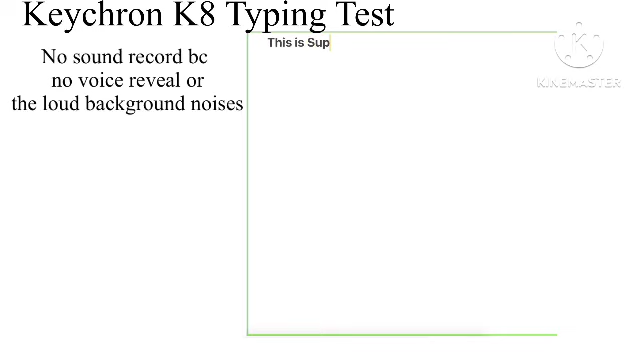 Keychron K8 Typing Test
No sound record bc
no voice reveal or
the loud background noises
This is Sup
K
KINEMASTER